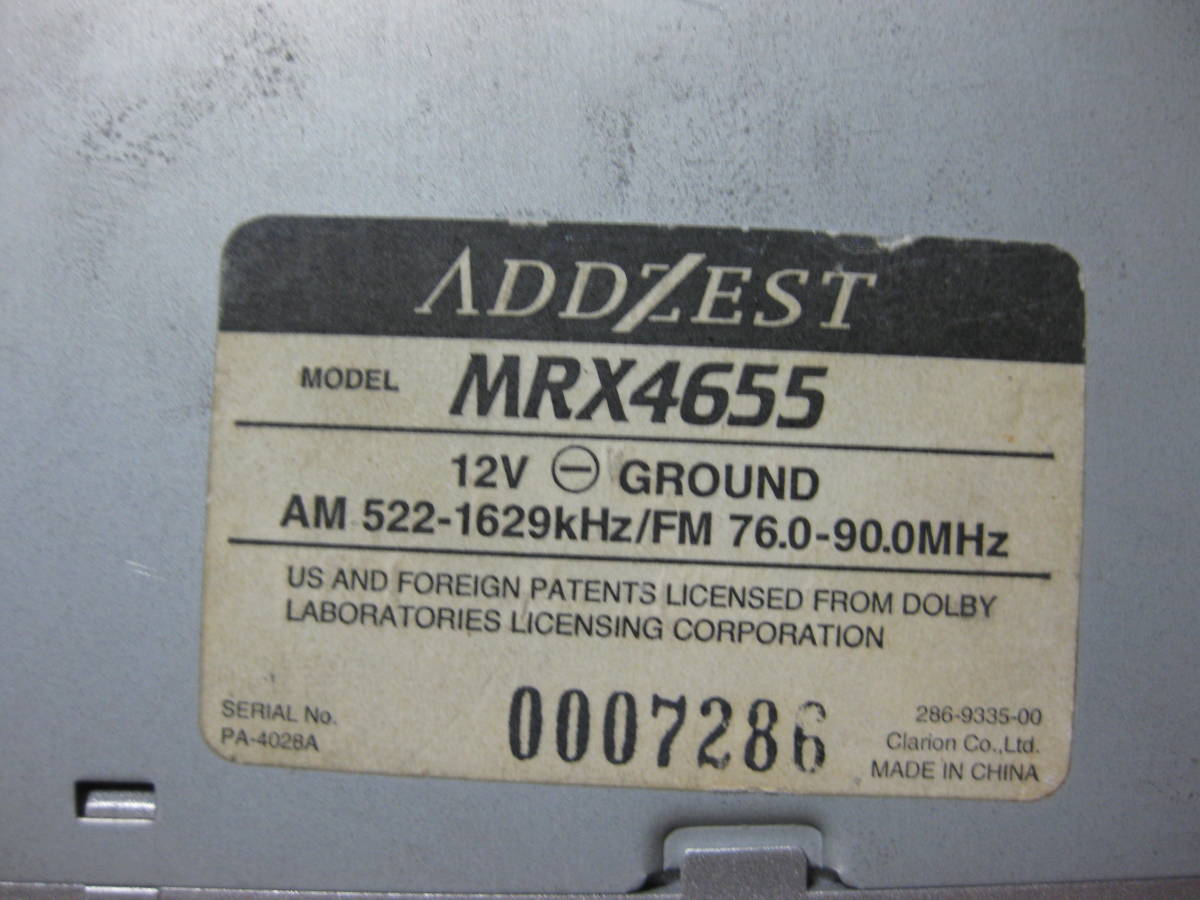 ADDZEST
MODEL MRX4655
12V ⊖ GROUND
AM 522-1629kHz/FM 76.0-90.0MHz
US AND FOREIGN PATENTS LICENSED FROM DOLBY
LABORATORIES LICENSING CORPORATION
SERIAL No.
PA-4028A
0007286
286-9335-00
Clarion Co.,Ltd.
MADE IN CHINA